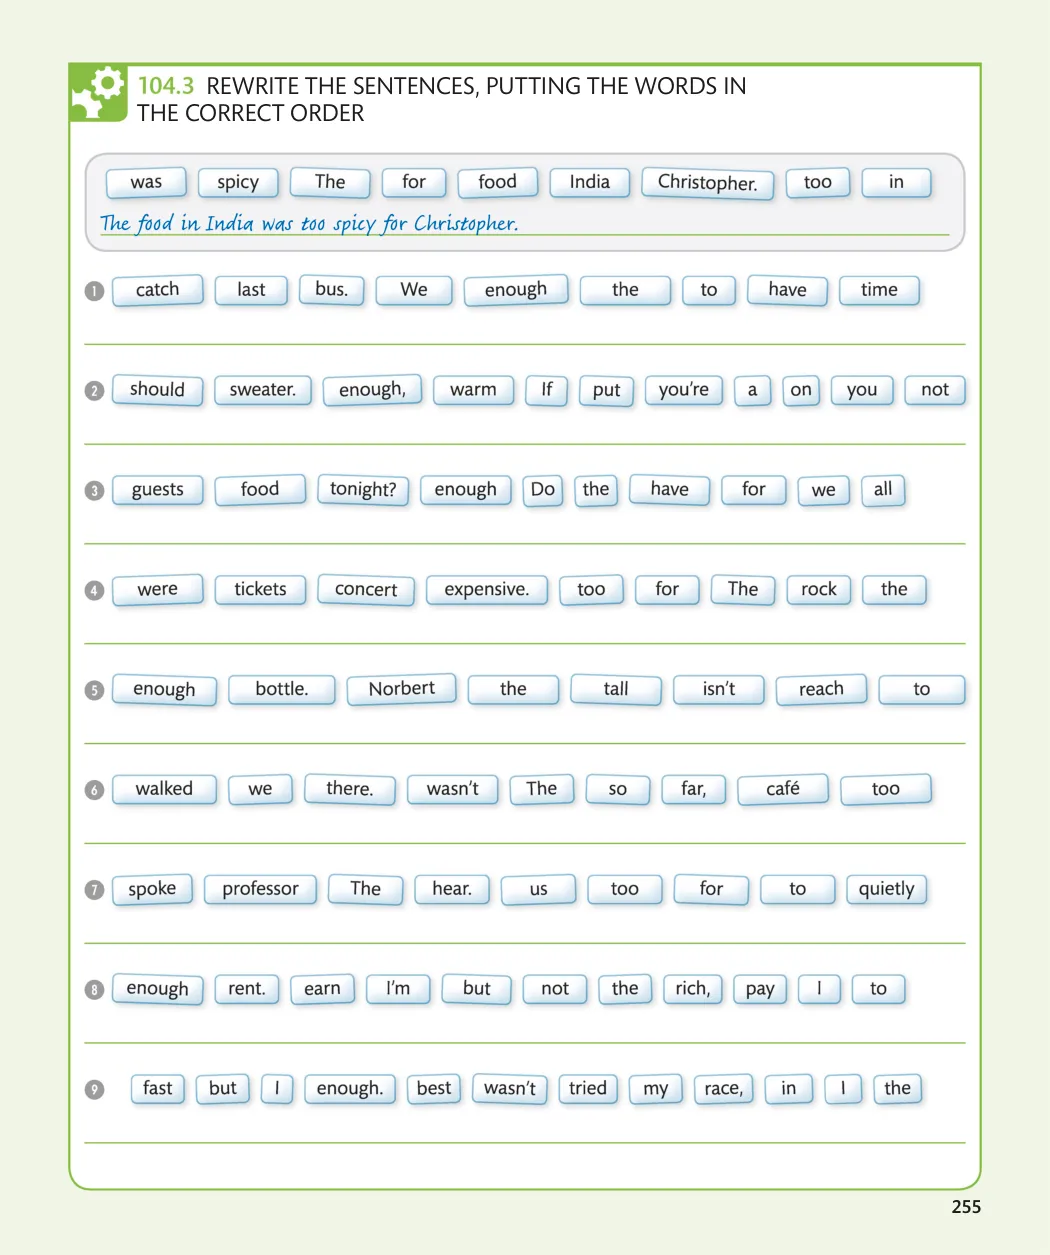 104.3 REWRITE THE SENTENCES, PUTTING THE WORDS IN
THE CORRECT ORDER
was spicy The for food India Christopher. too in
The food in India was too spicy for Christopher.
1 catch last bus. We enough the to have time
2 should sweater. enough, warm If put you're a on you not
3 guests food tonight? enough Do the have for we all
4 were tickets concert expensive. too for The rock the
5 enough bottle. Norbert the tall isn't reach to
6 walked we there. wasn't The so far, café too
7 spoke professor The hear. us too for to quietly
8 enough rent. earn I'm but not the rich, pay I to
9 fast but I enough. best wasn't tried my race, in I the
255